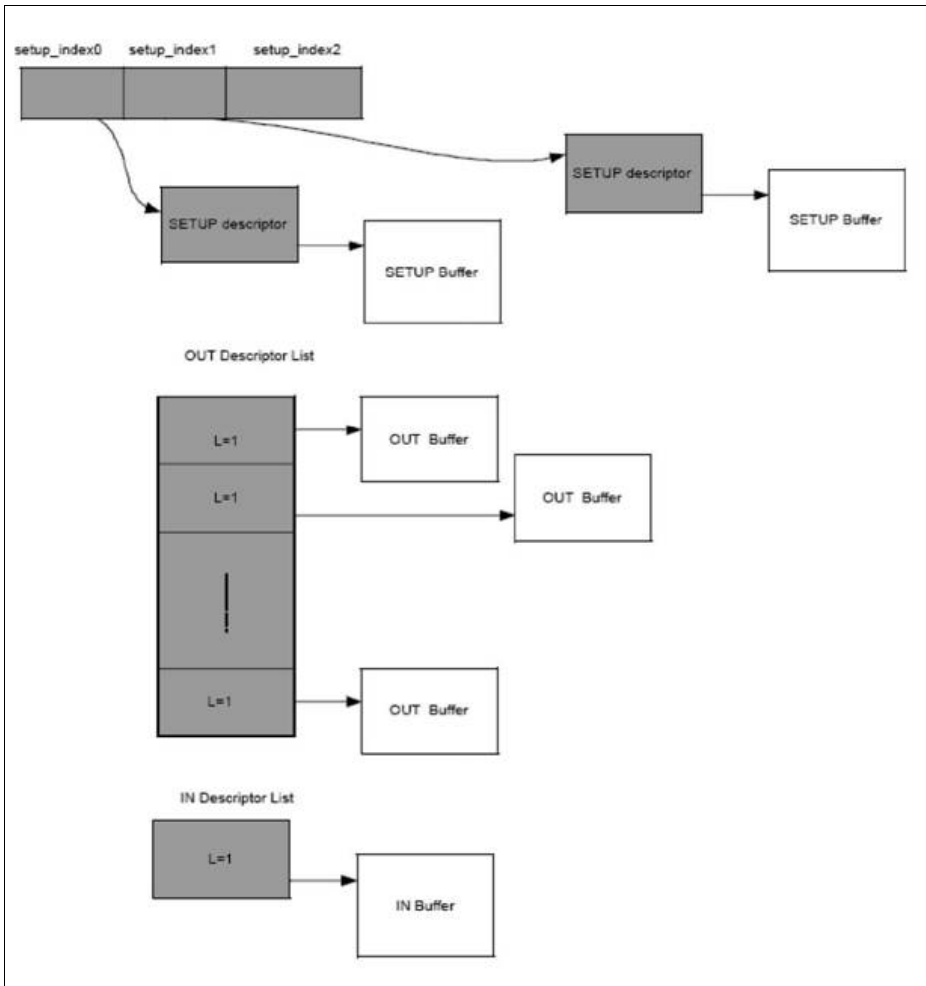 setup_index0 setup_index1 setup_index2
SETUP descriptor
SETUP Buffer
SETUP descriptor
SETUP Buffer
OUT Descriptor List
L=1
OUT Buffer
L=1
OUT Buffer
L=1
OUT Buffer
IN Descriptor List
L=1
IN Buffer